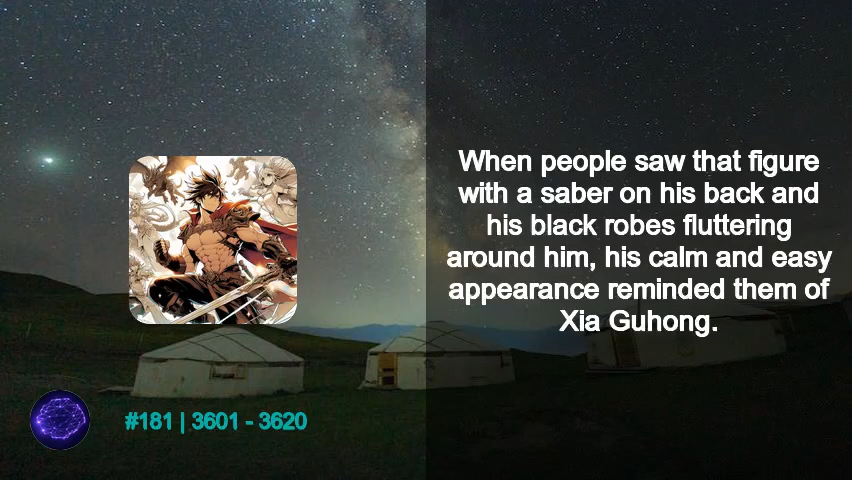 When people saw that figure
with a saber on his back and
his black robes fluttering
around him, his calm and easy
appearance reminded them of
Xia Guhong.
#181 | 3601 - 3620